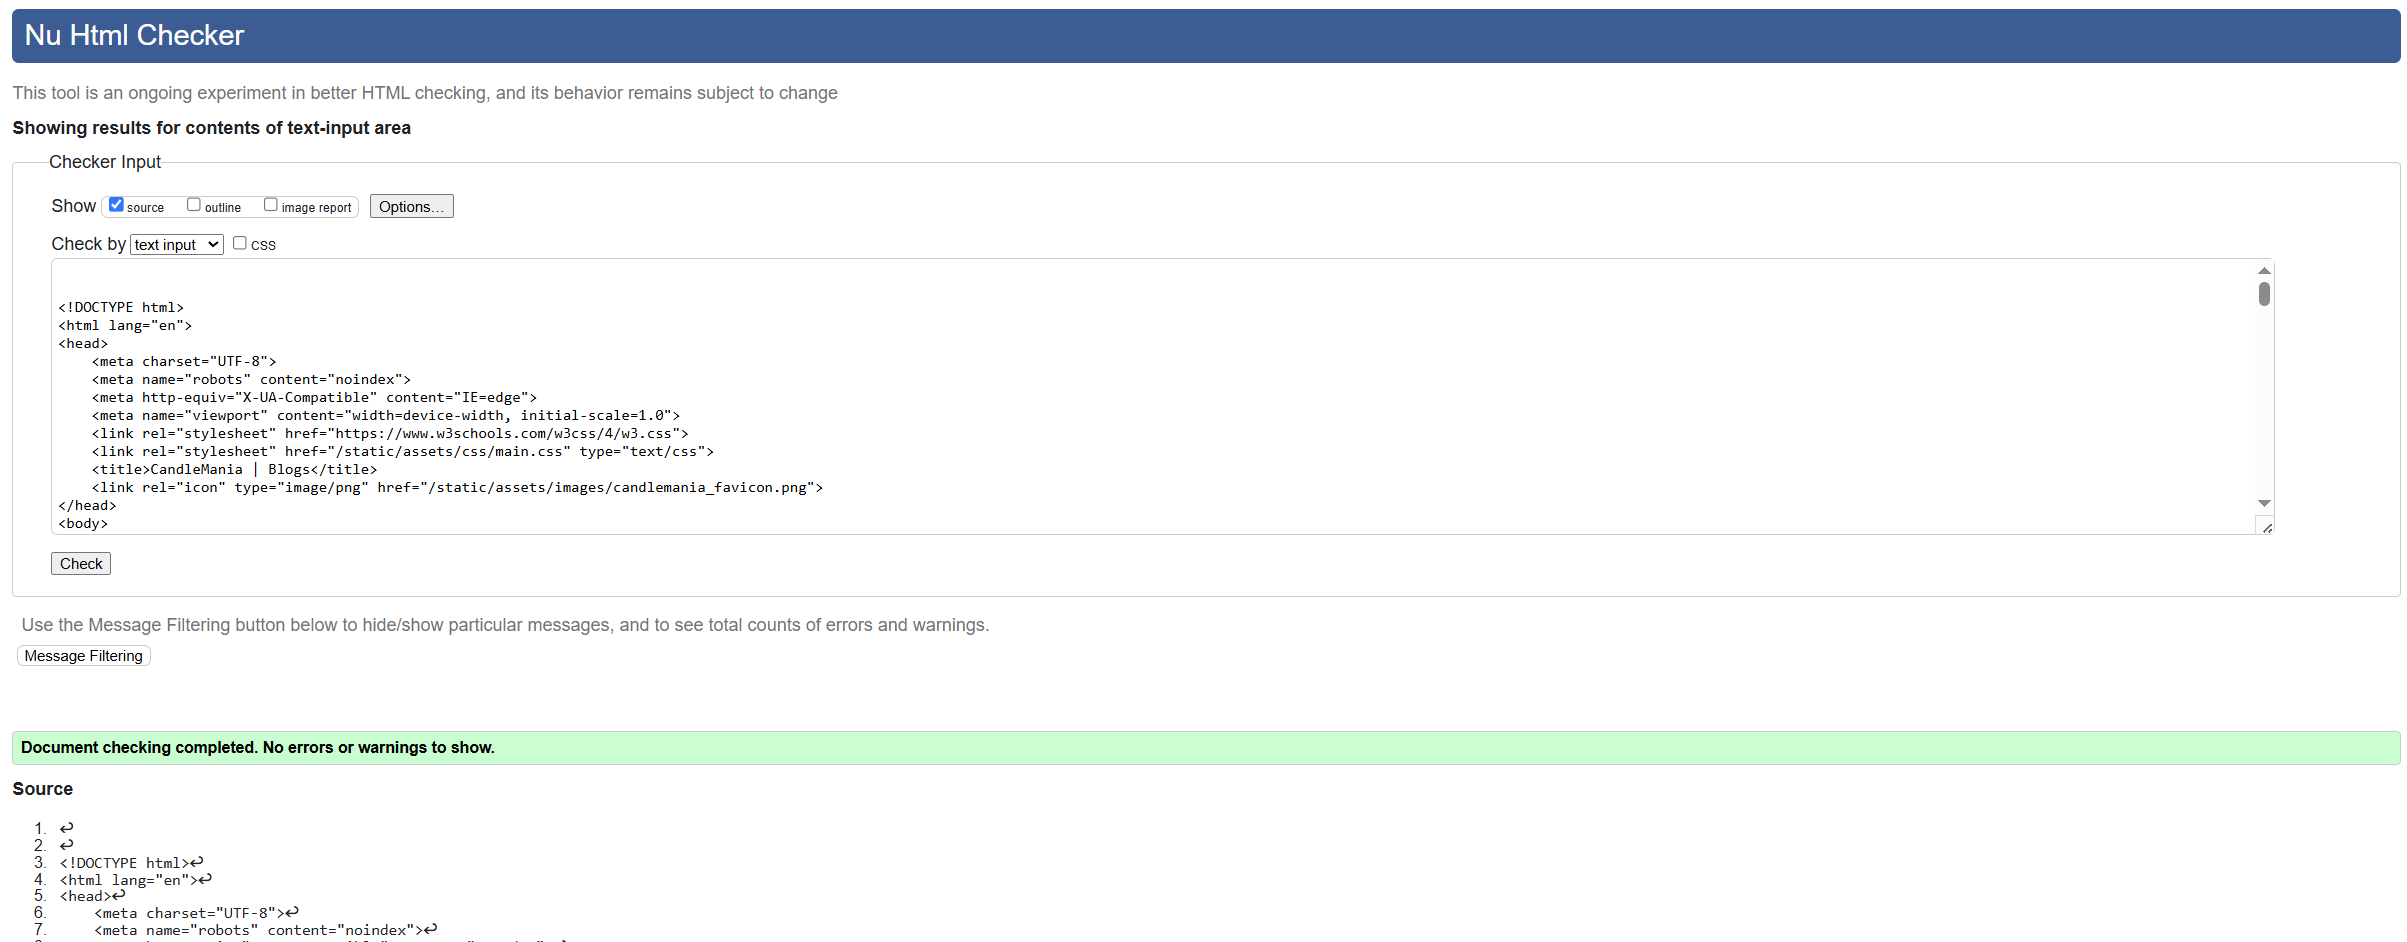 Nu Html Checker
This tool is an ongoing experiment in better HTML checking, and its behavior remains subject to change
Showing results for contents of text-input area
Checker Input
Show source outline image report Options...
Check by text input css
<!DOCTYPE html>
<html lang="en">
<head>
    <meta charset="UTF-8">
    <meta name="robots" content="noindex">
    <meta http-equiv="X-UA-Compatible" content="IE=edge">
    <meta name="viewport" content="width=device-width, initial-scale=1.0">
    <link rel="stylesheet" href="https://www.w3schools.com/w3css/4/w3.css">
    <link rel="stylesheet" href="/static/assets/css/main.css" type="text/css">
    <title>CandleMania | Blogs</title>
    <link rel="icon" type="image/png" href="/static/assets/images/candlemania_favicon.png">
</head>
<body>
Check
Use the Message Filtering button below to hide/show particular messages, and to see total counts of errors and warnings.
Message Filtering
Document checking completed. No errors or warnings to show.
Source
1. ↩
2. ↩
3. <!DOCTYPE html>↩
4. <html lang="en">↩
5. <head>↩
6.     <meta charset="UTF-8">↩
7.     <meta name="robots" content="noindex">↩